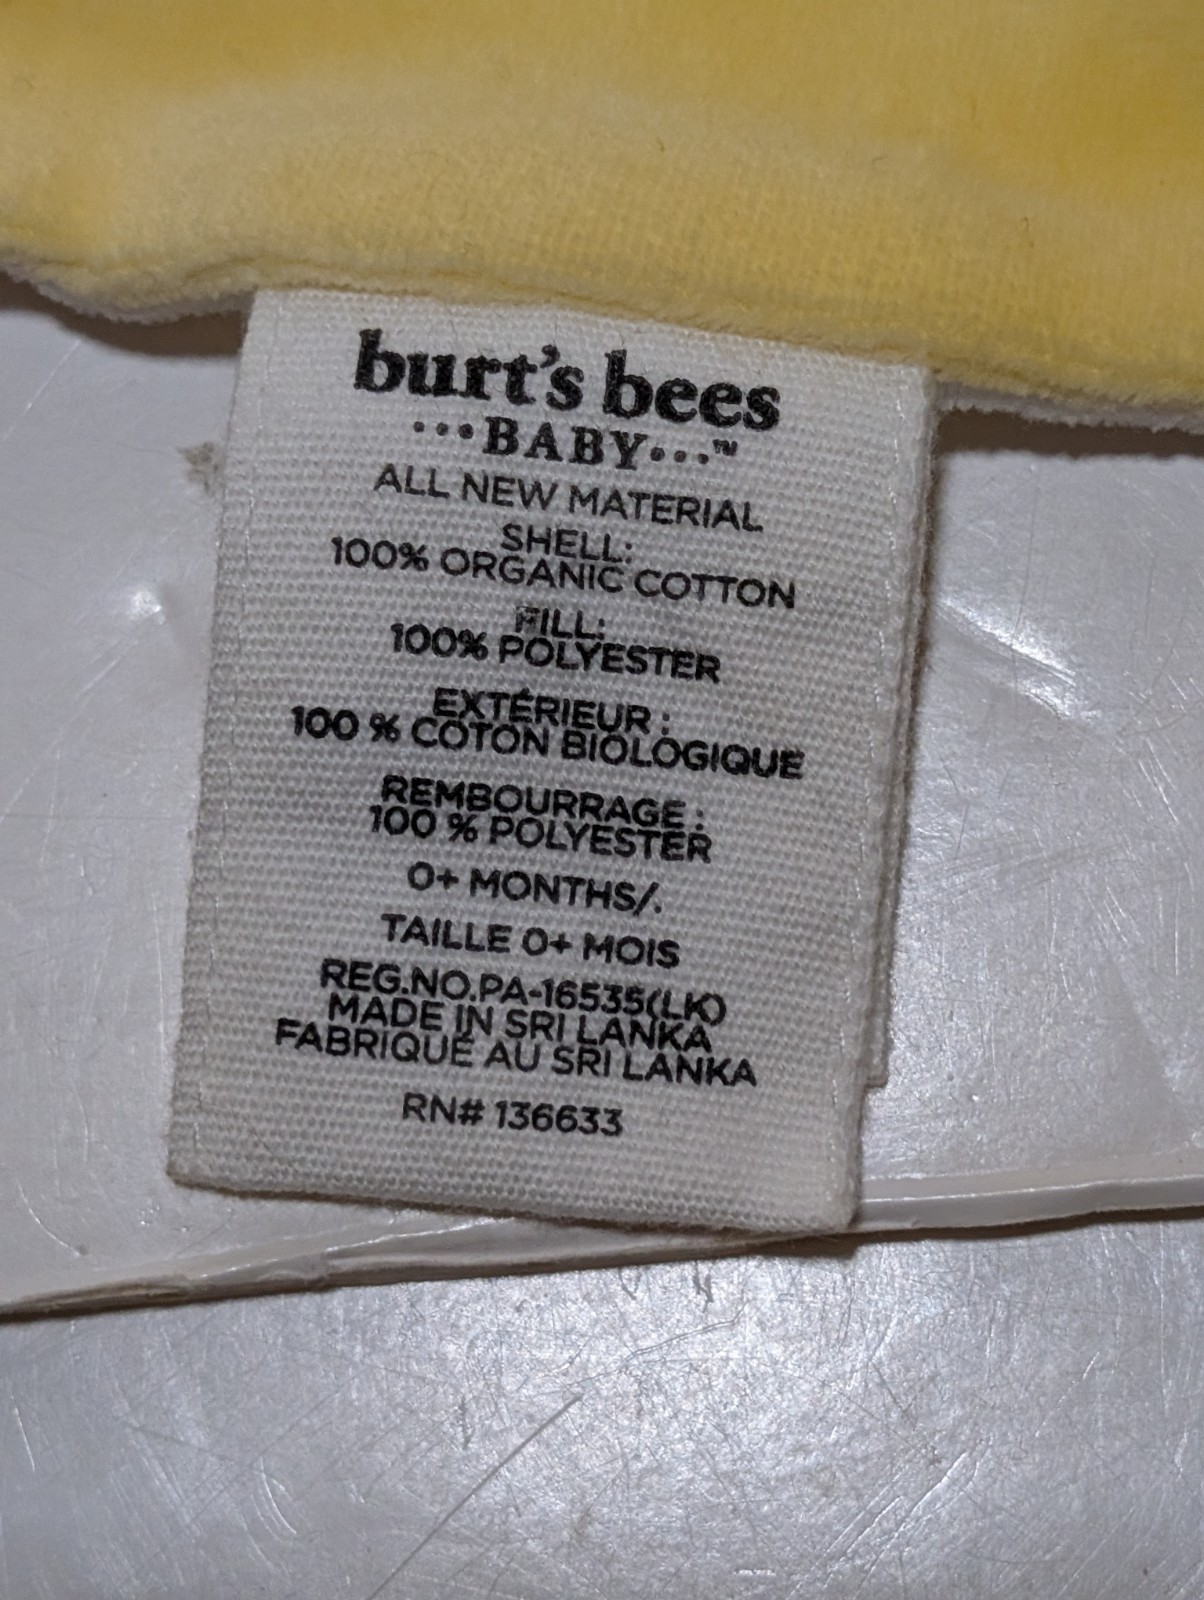 burt's bees
···BABY···™
ALL NEW MATERIAL
SHELL:
100% ORGANIC COTTON
FILL:
100% POLYESTER
EXTÉRIEUR :
100 % COTON BIOLOGIQUE
REMBOURRAGE :
100 % POLYESTER
0+ MONTHS/.
TAILLE 0+ MOIS
REG.NO.PA-16535(LK)
MADE IN SRI LANKA
FABRIQUÉ AU SRI LANKA
RN# 136633